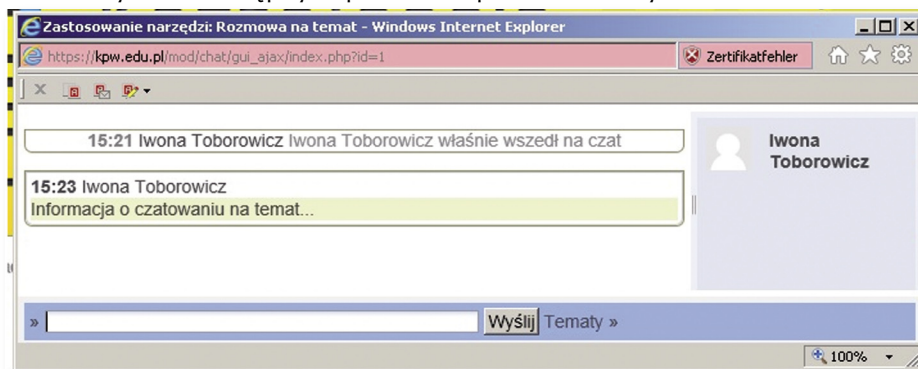 Zastosowanie narzędzi: Rozmowa na temat - Windows Internet Explorer
https://kpw.edu.pl/mod/chat/gui_ajax/index.php?id=1 Zertifikatfehler
15:21 Iwona Toborowicz Iwona Toborowicz właśnie wszedł na czat
Iwona
Toborowicz
15:23 Iwona Toborowicz
Informacja o czatowaniu na temat...
» Wyślij Tematy »
100%